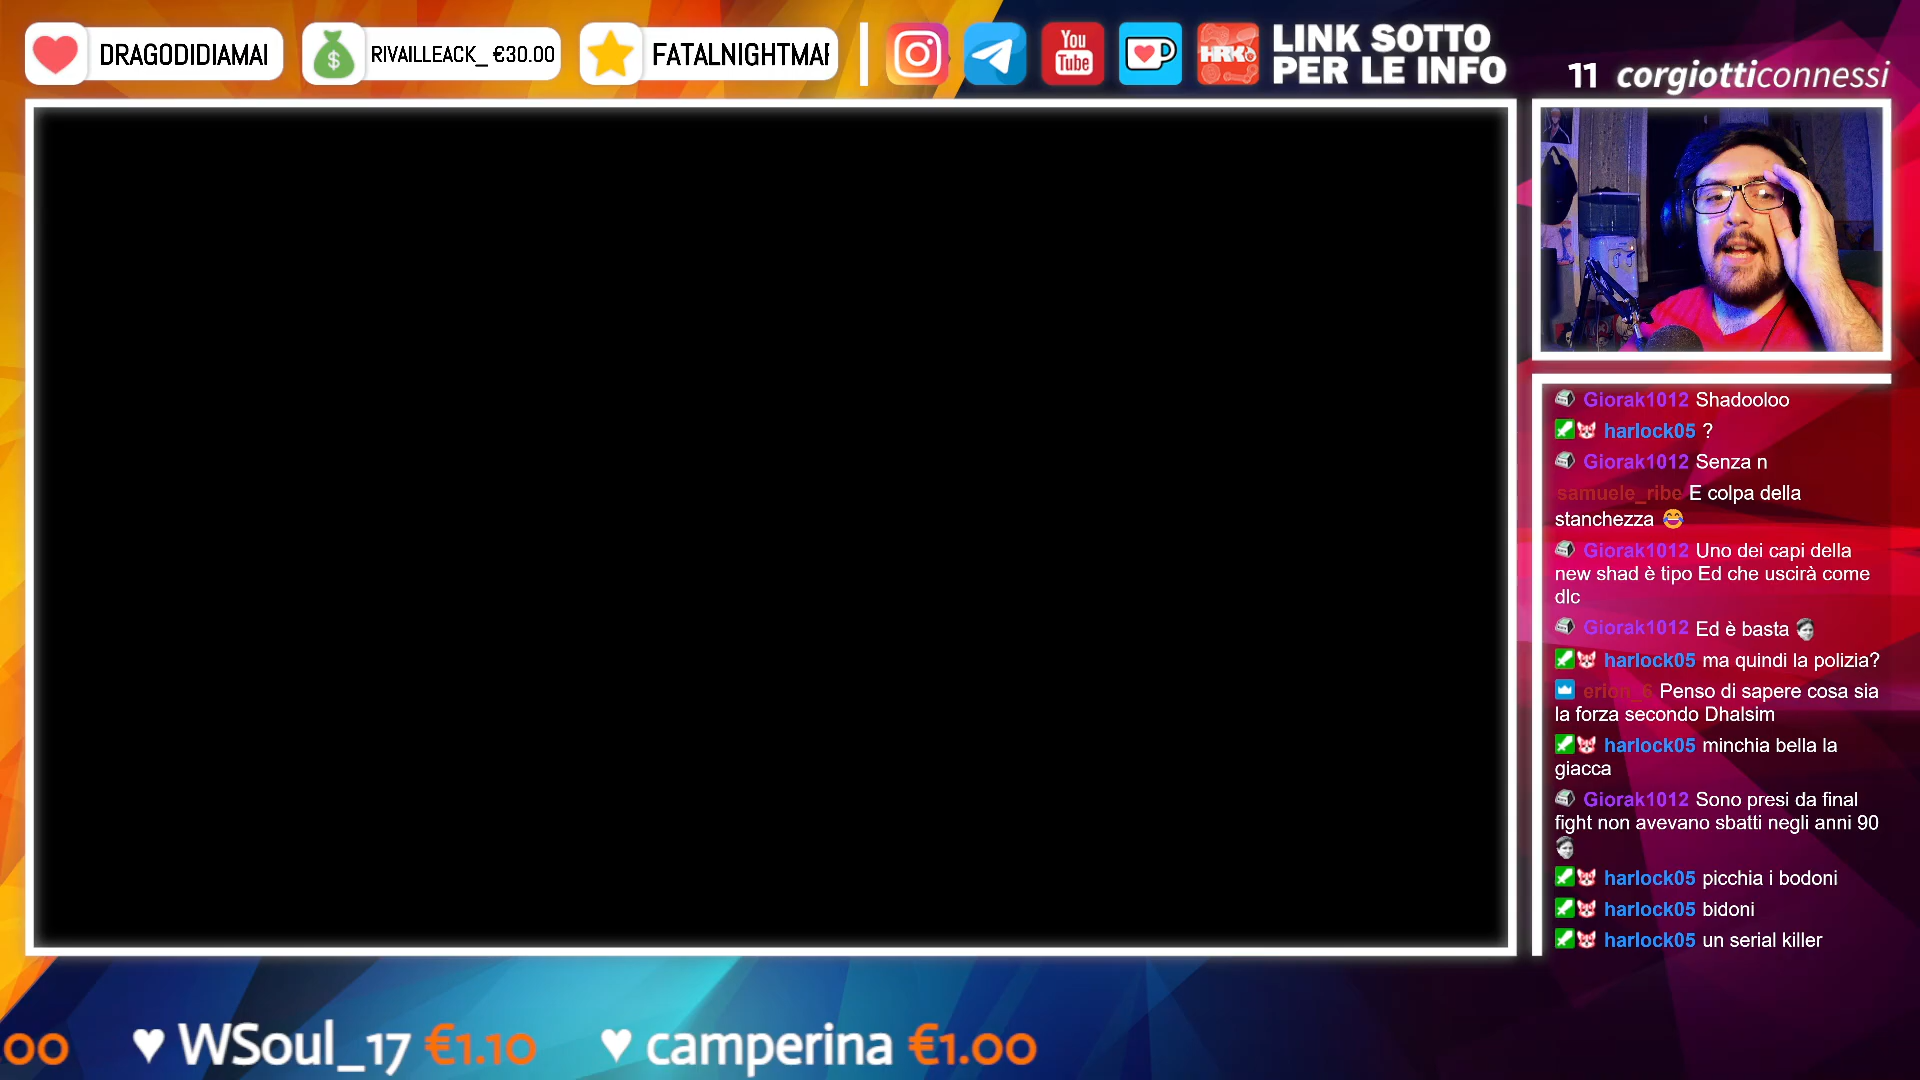 DRAGODIDIAMAI
RIVAILLEACK_ €30.00
FATALNIGHTMAR
You
Tube
HRK
LINK SOTTO
PER LE INFO
11 corgiotticonnessi
Giorak1012 Shadooloo
harlock05 ?
Giorak1012 Senza n
samuele_ribe E colpa della
stanchezza 😂
Giorak1012 Uno dei capi della
new shad è tipo Ed che uscirà come
dlc
Giorak1012 Ed è basta
harlock05 ma quindi la polizia?
erion_6 Penso di sapere cosa sia
la forza secondo Dhalsim
harlock05 minchia bella la
giacca
Giorak1012 Sono presi da final
fight non avevano sbatti negli anni 90
harlock05 picchia i bodoni
harlock05 bidoni
harlock05 un serial killer
.00 ♥ WSoul_17 €1.10 ♥ camperina €1.00